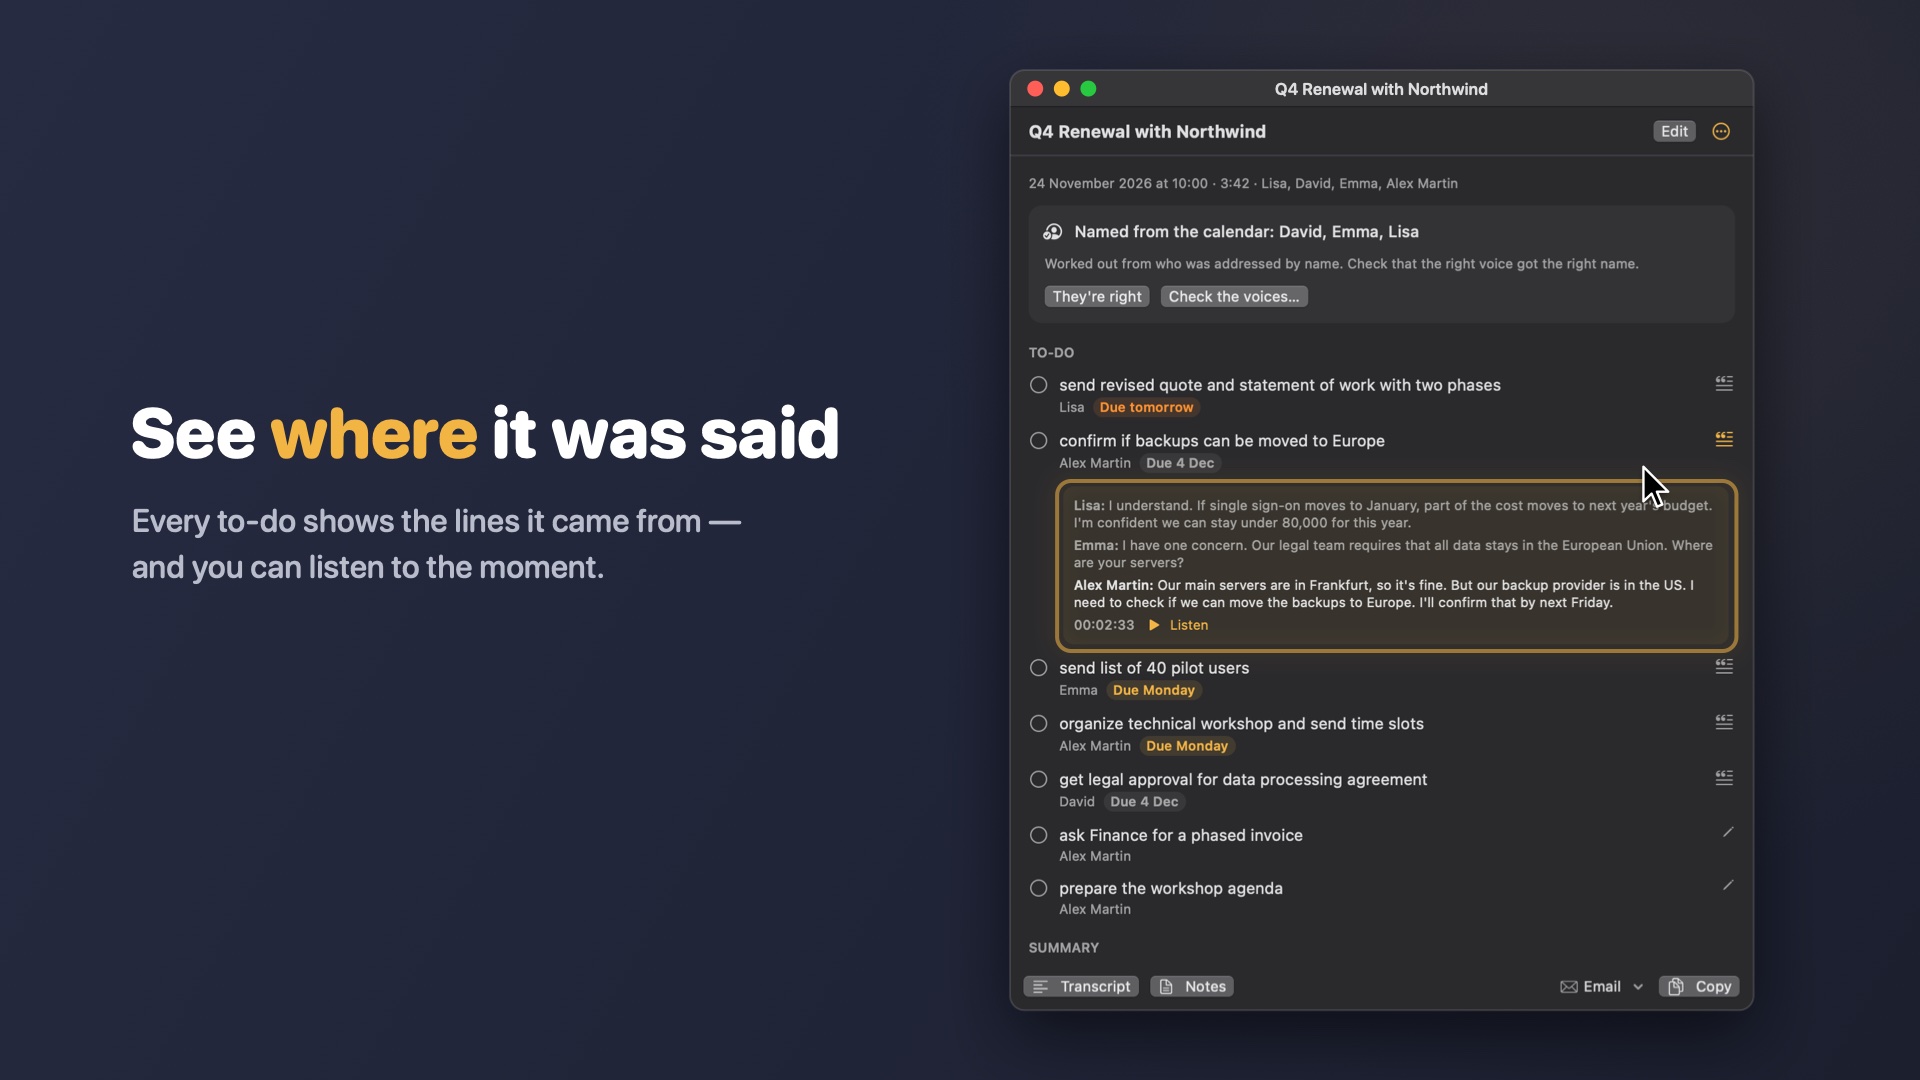 See where it was said
Every to-do shows the lines it came from —
and you can listen to the moment.
Q4 Renewal with Northwind
Q4 Renewal with Northwind
Edit
24 November 2026 at 10:00 · 3:42 · Lisa, David, Emma, Alex Martin
Named from the calendar: David, Emma, Lisa
Worked out from who was addressed by name. Check that the right voice got the right name.
They're right
Check the voices...
TO-DO
send revised quote and statement of work with two phases
Lisa Due tomorrow
confirm if backups can be moved to Europe
Alex Martin Due 4 Dec
Lisa: I understand. If single sign-on moves to January, part of the cost moves to next year's budget.
I'm confident we can stay under 80,000 for this year.
Emma: I have one concern. Our legal team requires that all data stays in the European Union. Where
are your servers?
Alex Martin: Our main servers are in Frankfurt, so it's fine. But our backup provider is in the US. I
need to check if we can move the backups to Europe. I'll confirm that by next Friday.
00:02:33 Listen
send list of 40 pilot users
Emma Due Monday
organize technical workshop and send time slots
Alex Martin Due Monday
get legal approval for data processing agreement
David Due 4 Dec
ask Finance for a phased invoice
Alex Martin
prepare the workshop agenda
Alex Martin
SUMMARY
Transcript
Notes
Email
Copy